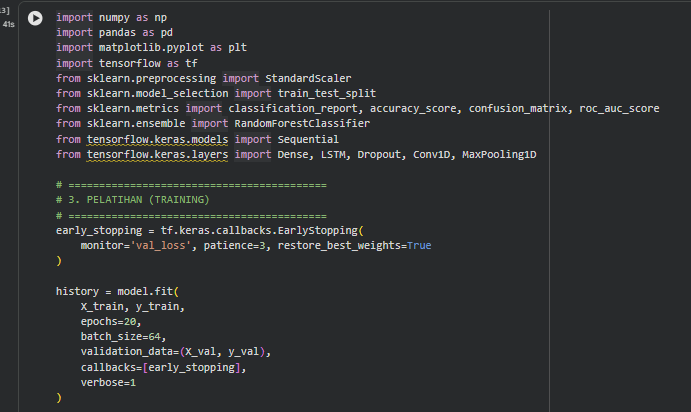 3]
41s
import numpy as np
import pandas as pd
import matplotlib.pyplot as plt
import tensorflow as tf
from sklearn.preprocessing import StandardScaler
from sklearn.model_selection import train_test_split
from sklearn.metrics import classification_report, accuracy_score, confusion_matrix, roc_auc_score
from sklearn.ensemble import RandomForestClassifier
from tensorflow.keras.models import Sequential
from tensorflow.keras.layers import Dense, LSTM, Dropout, Conv1D, MaxPooling1D

# =========================================
# 3. PELATIHAN (TRAINING)
# =========================================
early_stopping = tf.keras.callbacks.EarlyStopping(
    monitor='val_loss', patience=3, restore_best_weights=True
)

history = model.fit(
    X_train, y_train,
    epochs=20,
    batch_size=64,
    validation_data=(X_val, y_val),
    callbacks=[early_stopping],
    verbose=1
)